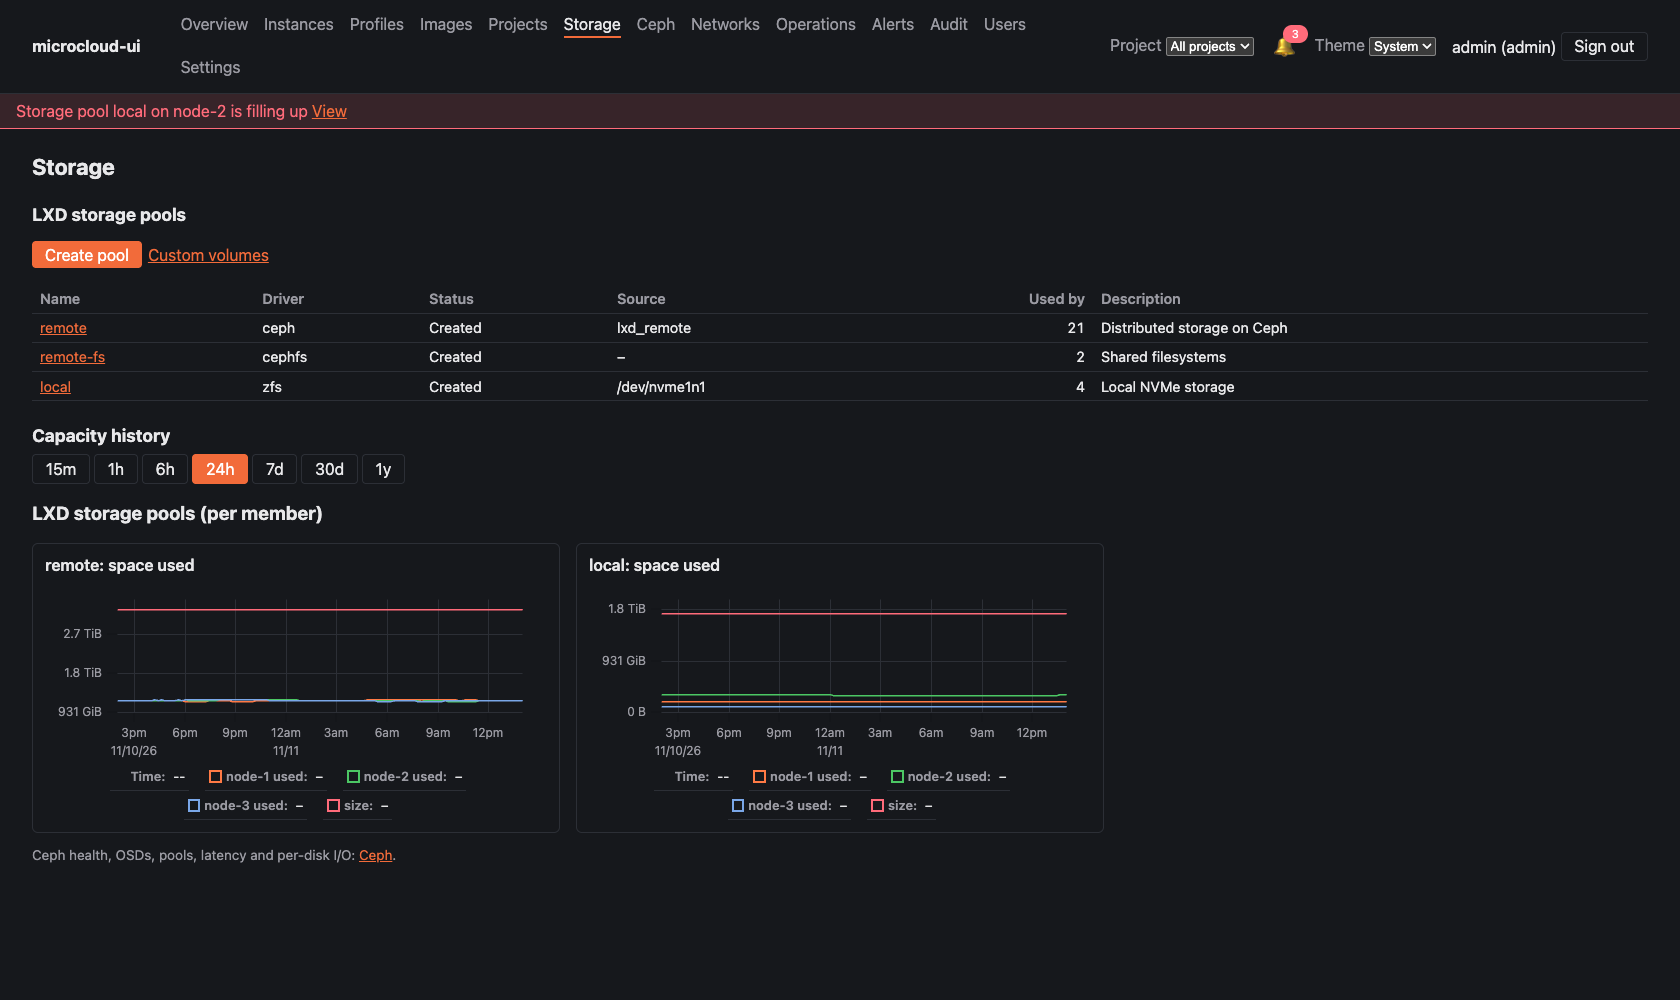 microcloud-ui
Overview Instances Profiles Images Projects Storage Ceph Networks Operations Alerts Audit Users
Settings
Project All projects 3 Theme System admin (admin) Sign out
Storage pool local on node-2 is filling up View
Storage
LXD storage pools
Create pool Custom volumes
Name Driver Status Source Used by Description
remote ceph Created lxd_remote 21 Distributed storage on Ceph
remote-fs cephfs Created – 2 Shared filesystems
local zfs Created /dev/nvme1n1 4 Local NVMe storage
Capacity history
15m 1h 6h 24h 7d 30d 1y
LXD storage pools (per member)
remote: space used
2.7 TiB
1.8 TiB
931 GiB
3pm 6pm 9pm 12am 3am 6am 9am 12pm
11/10/26 11/11
Time: -- node-1 used: – node-2 used: –
node-3 used: – size: –
local: space used
1.8 TiB
931 GiB
0 B
3pm 6pm 9pm 12am 3am 6am 9am 12pm
11/10/26 11/11
Time: -- node-1 used: – node-2 used: –
node-3 used: – size: –
Ceph health, OSDs, pools, latency and per-disk I/O: Ceph.